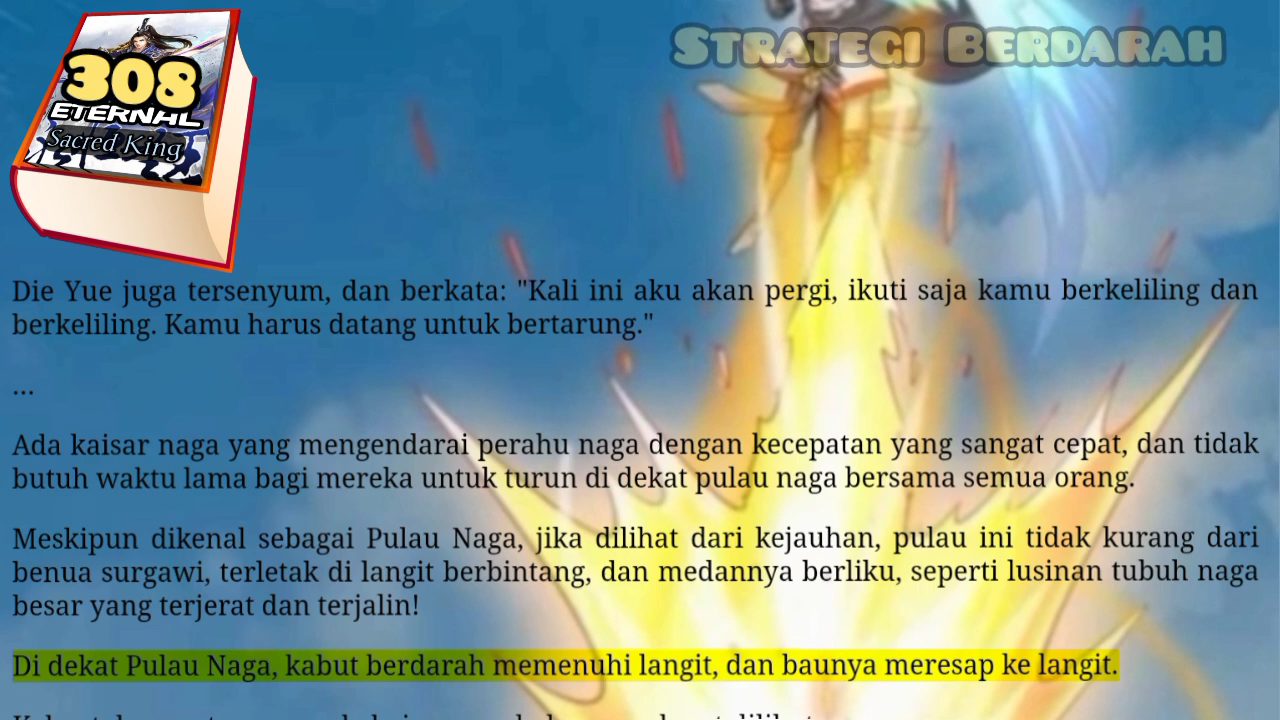 Strategi Berdarah
308
ETERNAL
Sacred King
Die Yue juga tersenyum, dan berkata: "Kali ini aku akan pergi, ikuti saja kamu berkeliling dan
berkeliling. Kamu harus datang untuk bertarung."
...
Ada kaisar naga yang mengendarai perahu naga dengan kecepatan yang sangat cepat, dan tidak
butuh waktu lama bagi mereka untuk turun di dekat pulau naga bersama semua orang.
Meskipun dikenal sebagai Pulau Naga, jika dilihat dari kejauhan, pulau ini tidak kurang dari
benua surgawi, terletak di langit berbintang, dan medannya berliku, seperti lusinan tubuh naga
besar yang terjerat dan terjalin!
Di dekat Pulau Naga, kabut berdarah memenuhi langit, dan baunya meresap ke langit.